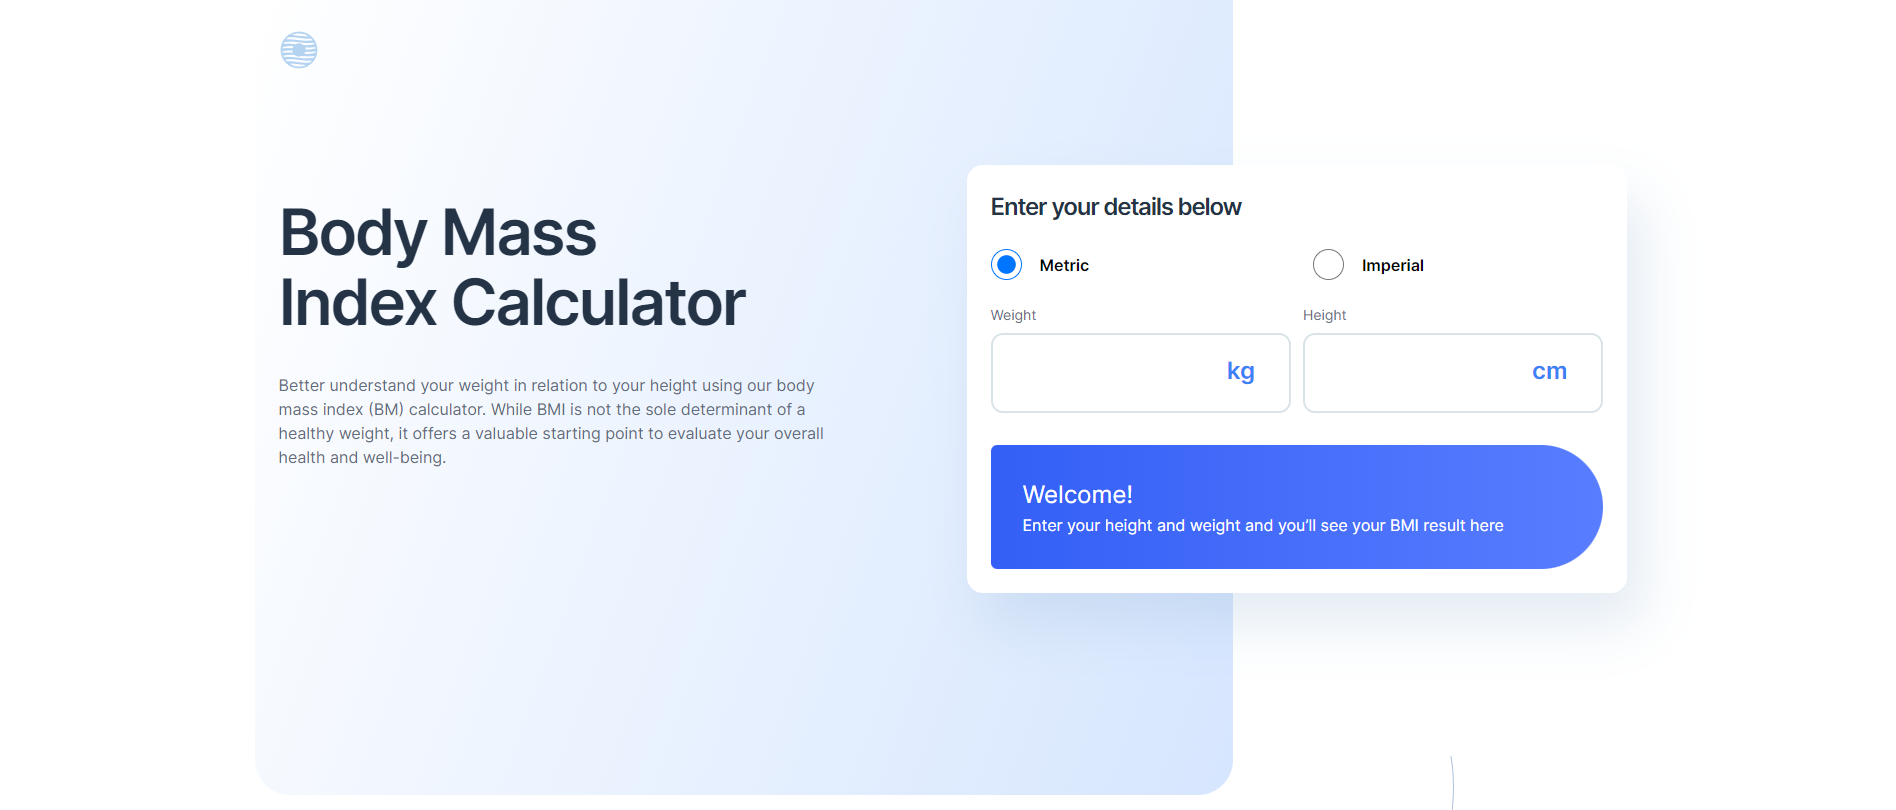 Body Mass
Index Calculator
Better understand your weight in relation to your height using our body
mass index (BM) calculator. While BMI is not the sole determinant of a
healthy weight, it offers a valuable starting point to evaluate your overall
health and well-being.
Enter your details below
Metric
Imperial
Weight
Height
kg
cm
Welcome!
Enter your height and weight and you’ll see your BMI result here